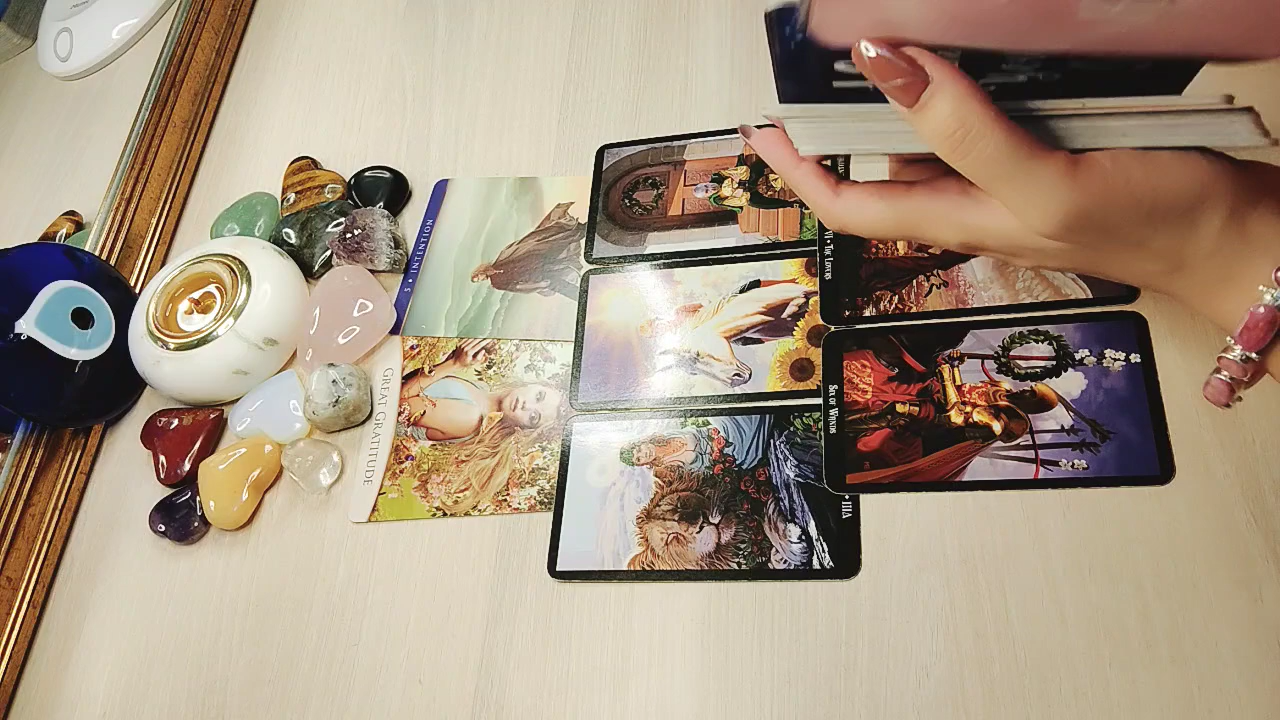 5 • INTENTION
GREAT GRATITUDE
VI • THE LOVERS
SIX OF WANDS
VIII •